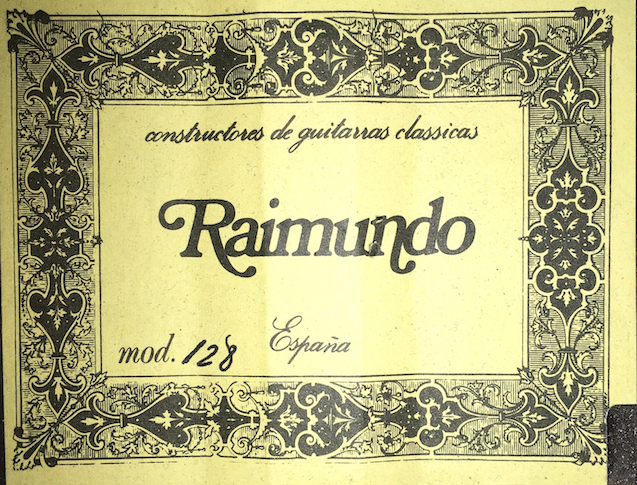 constructores de guitarras classicas
Raimundo
mod. 128 España